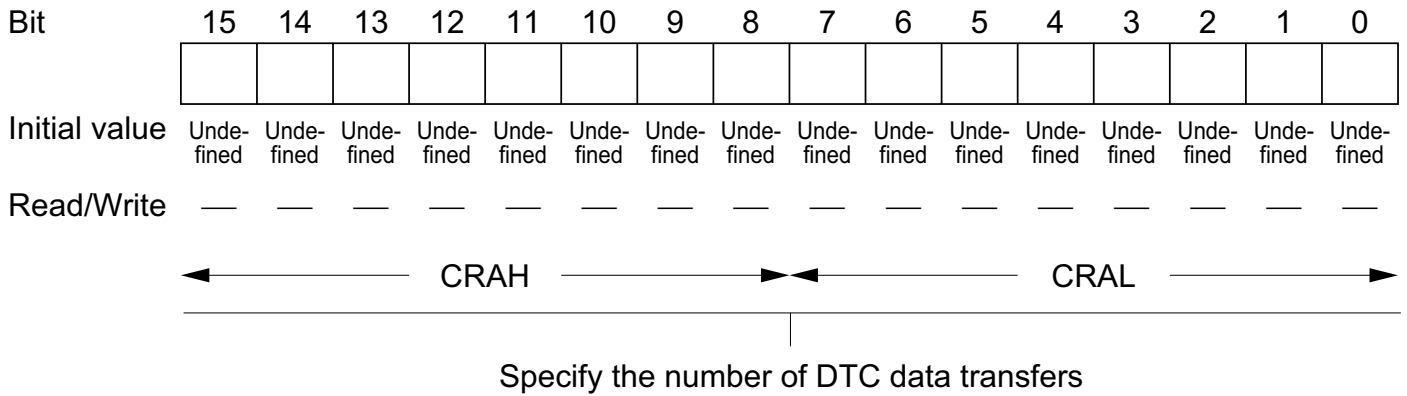 Bit 15 14 13 12 11 10 9 8 7 6 5 4 3 2 1 0
Initial value Unde- Unde- Unde- Unde- Unde- Unde- Unde- Unde- Unde- Unde- Unde- Unde- Unde- Unde- Unde- Unde-
fined fined fined fined fined fined fined fined fined fined fined fined fined fined fined fined
Read/Write — — — — — — — — — — — — — — — —
CRAH CRAL
Specify the number of DTC data transfers